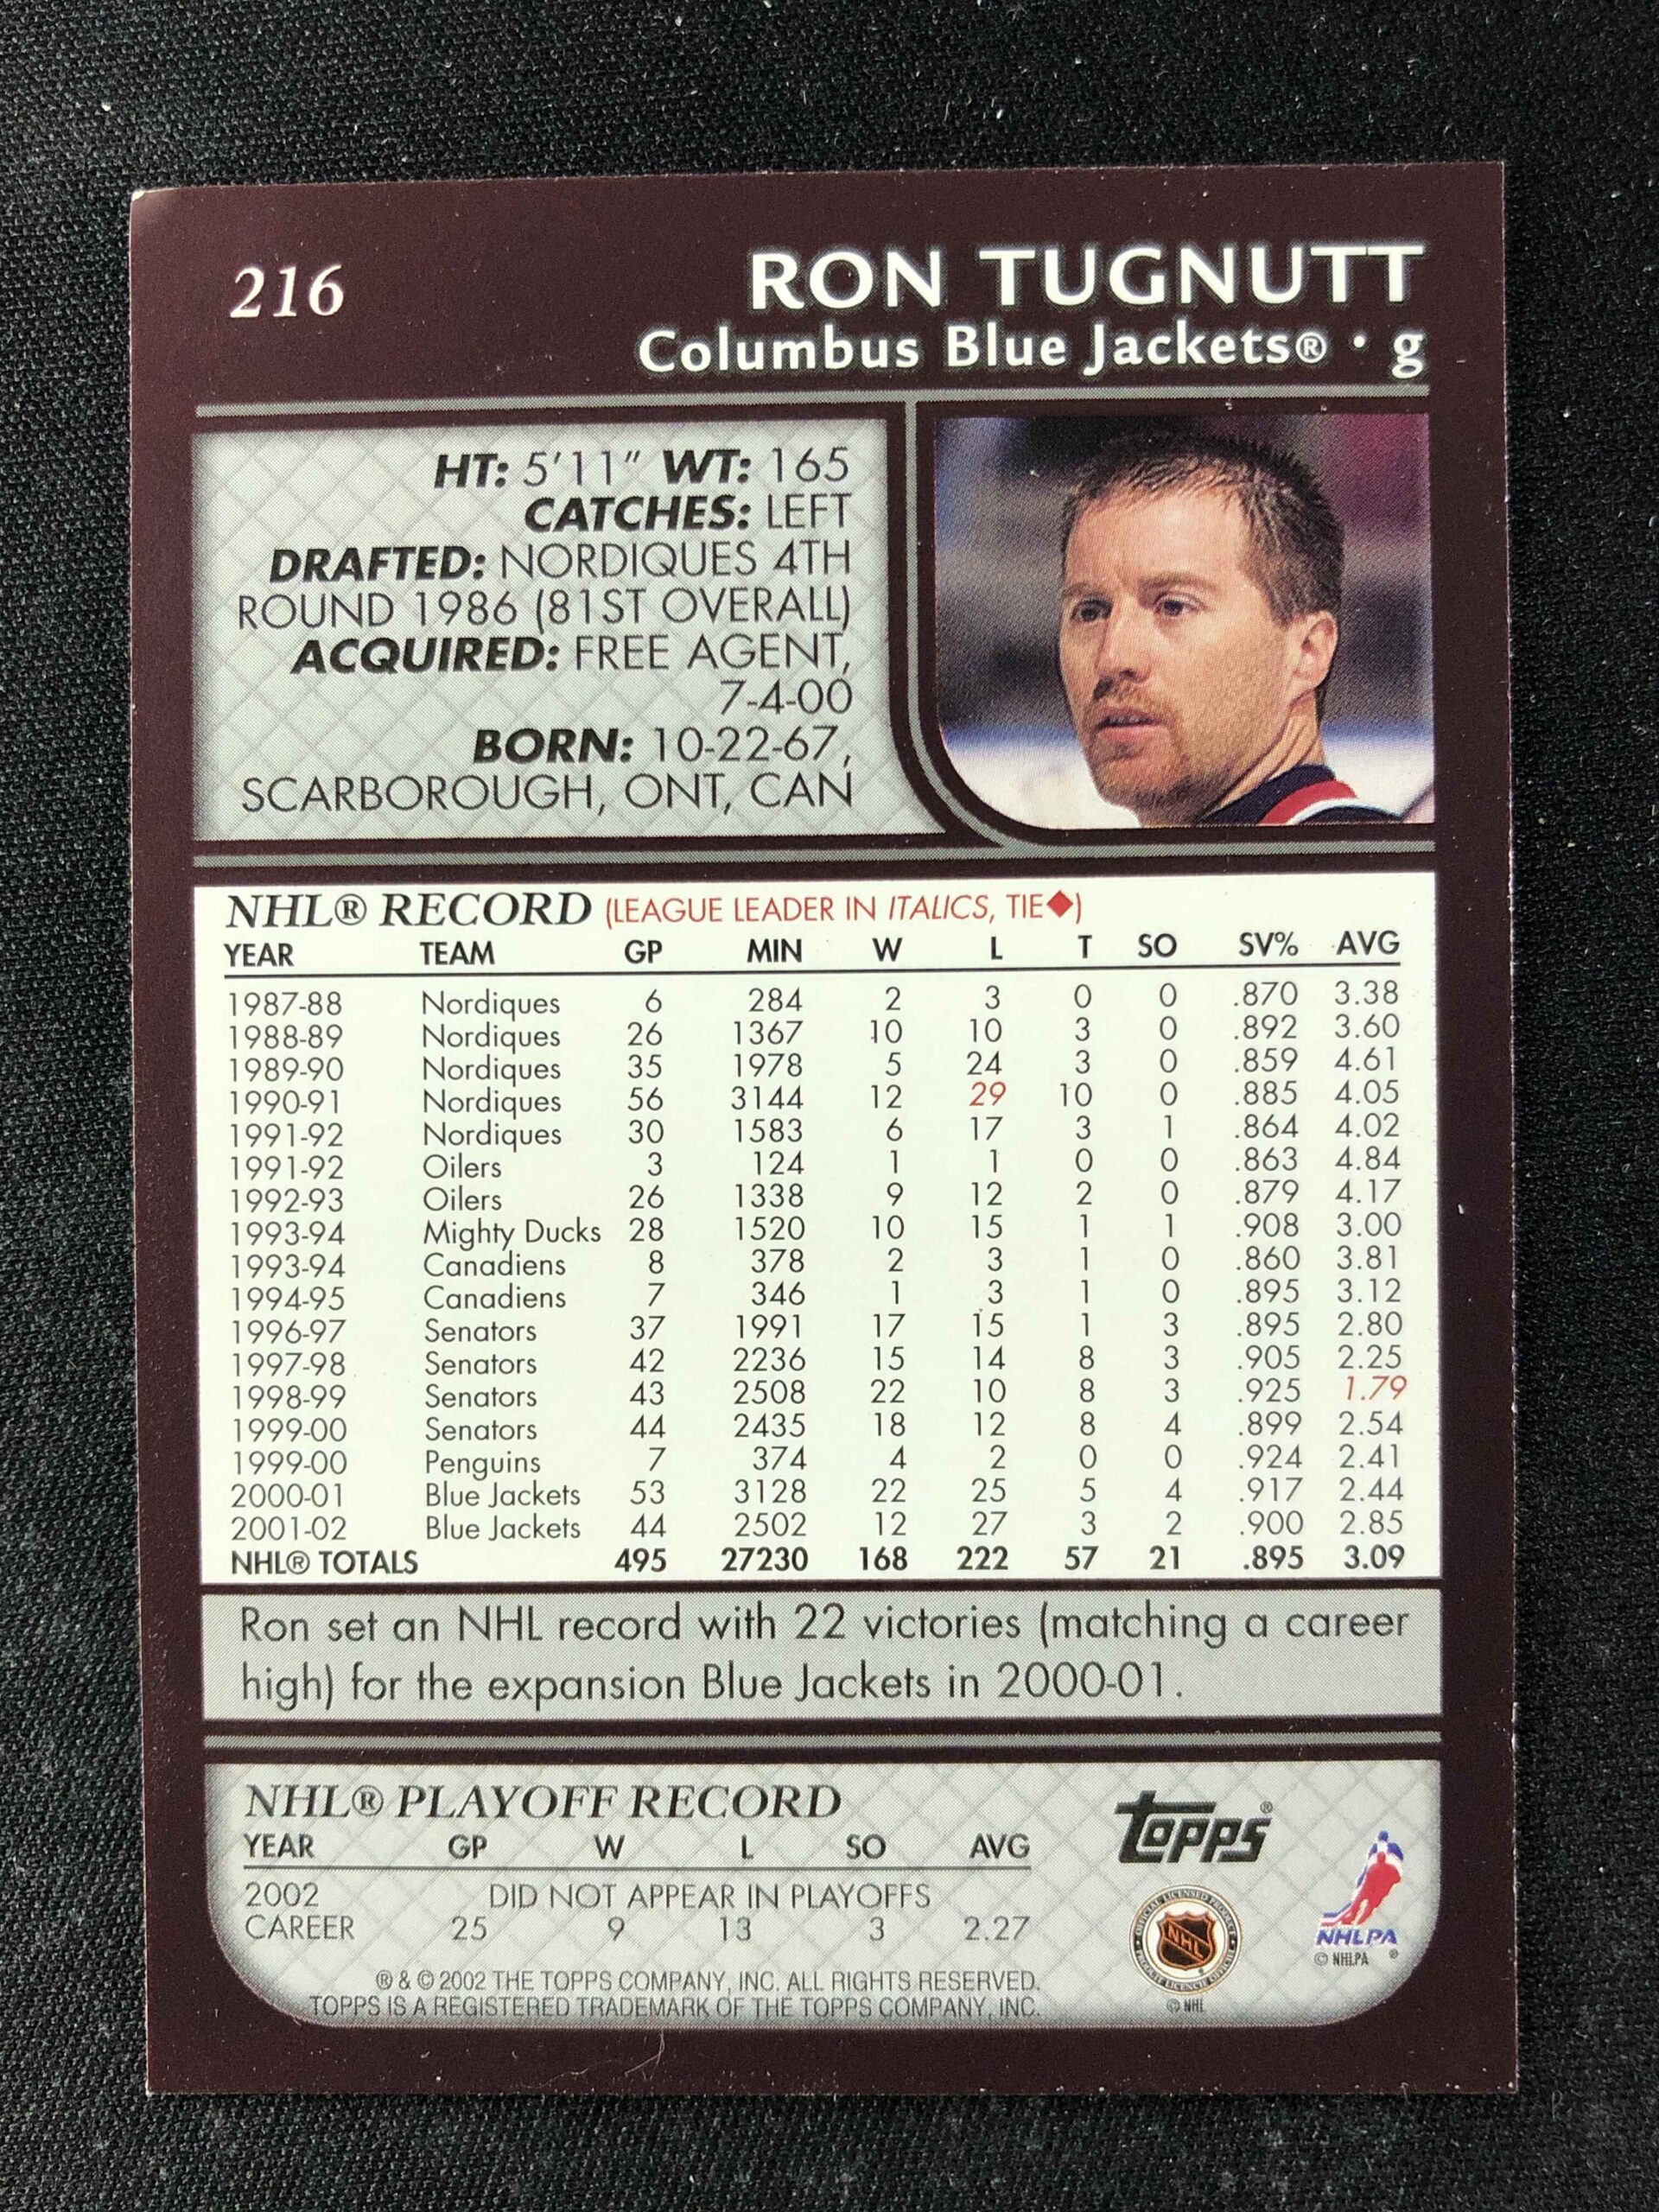 216
RON TUGNUTT
Columbus Blue Jackets® · g
HT: 5'11" WT: 165
CATCHES: LEFT
DRAFTED: NORDIQUES 4TH
ROUND 1986 (81ST OVERALL)
ACQUIRED: FREE AGENT,
7-4-00
BORN: 10-22-67,
SCARBOROUGH, ONT, CAN
NHL® RECORD (LEAGUE LEADER IN ITALICS, TIE◆)
YEAR TEAM GP MIN W L T SO SV% AVG
1987-88 Nordiques 6 284 2 3 0 0 .870 3.38
1988-89 Nordiques 26 1367 10 10 3 0 .892 3.60
1989-90 Nordiques 35 1978 5 24 3 0 .859 4.61
1990-91 Nordiques 56 3144 12 29 10 0 .885 4.05
1991-92 Nordiques 30 1583 6 17 3 1 .864 4.02
1991-92 Oilers 3 124 1 1 0 0 .863 4.84
1992-93 Oilers 26 1338 9 12 2 0 .879 4.17
1993-94 Mighty Ducks 28 1520 10 15 1 1 .908 3.00
1993-94 Canadiens 8 378 2 3 1 0 .860 3.81
1994-95 Canadiens 7 346 1 3 1 0 .895 3.12
1996-97 Senators 37 1991 17 15 1 3 .895 2.80
1997-98 Senators 42 2236 15 14 8 3 .905 2.25
1998-99 Senators 43 2508 22 10 8 3 .925 1.79
1999-00 Senators 44 2435 18 12 8 4 .899 2.54
1999-00 Penguins 7 374 4 2 0 0 .924 2.41
2000-01 Blue Jackets 53 3128 22 25 5 4 .917 2.44
2001-02 Blue Jackets 44 2502 12 27 3 2 .900 2.85
NHL® TOTALS 495 27230 168 222 57 21 .895 3.09
Ron set an NHL record with 22 victories (matching a career
high) for the expansion Blue Jackets in 2000-01.
NHL® PLAYOFF RECORD
YEAR GP W L SO AVG
2002 DID NOT APPEAR IN PLAYOFFS
CAREER 25 9 13 3 2.27
® & © 2002 THE TOPPS COMPANY, INC. ALL RIGHTS RESERVED.
TOPPS IS A REGISTERED TRADEMARK OF THE TOPPS COMPANY, INC.
Topps®
OFFICIAL LICENSED PRODUCT
NHL
© NHL
NHLPA
© NHLPA ®